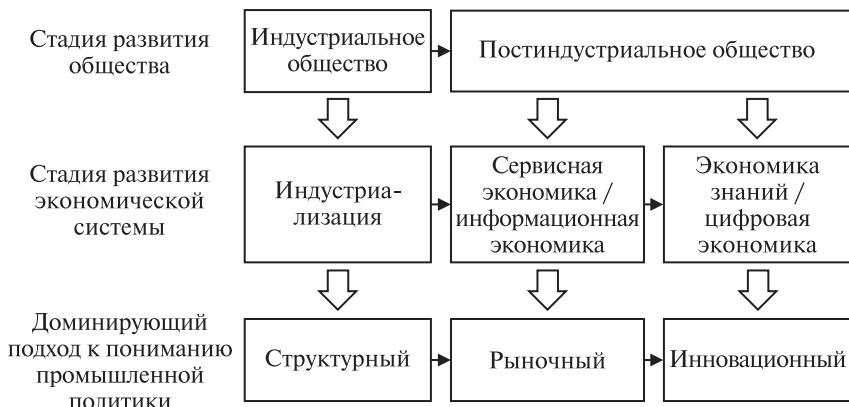 Стадия развития
общества
Индустриальное
общество
Постиндустриальное общество
Стадия развития
экономической
системы
Индустриа-
лизация
Сервисная
экономика /
информационная
экономика
Экономика
знаний /
цифровая
экономика
Доминирующий
подход к пониманию
промышленной
политики
Структурный
Рыночный
Инновационный